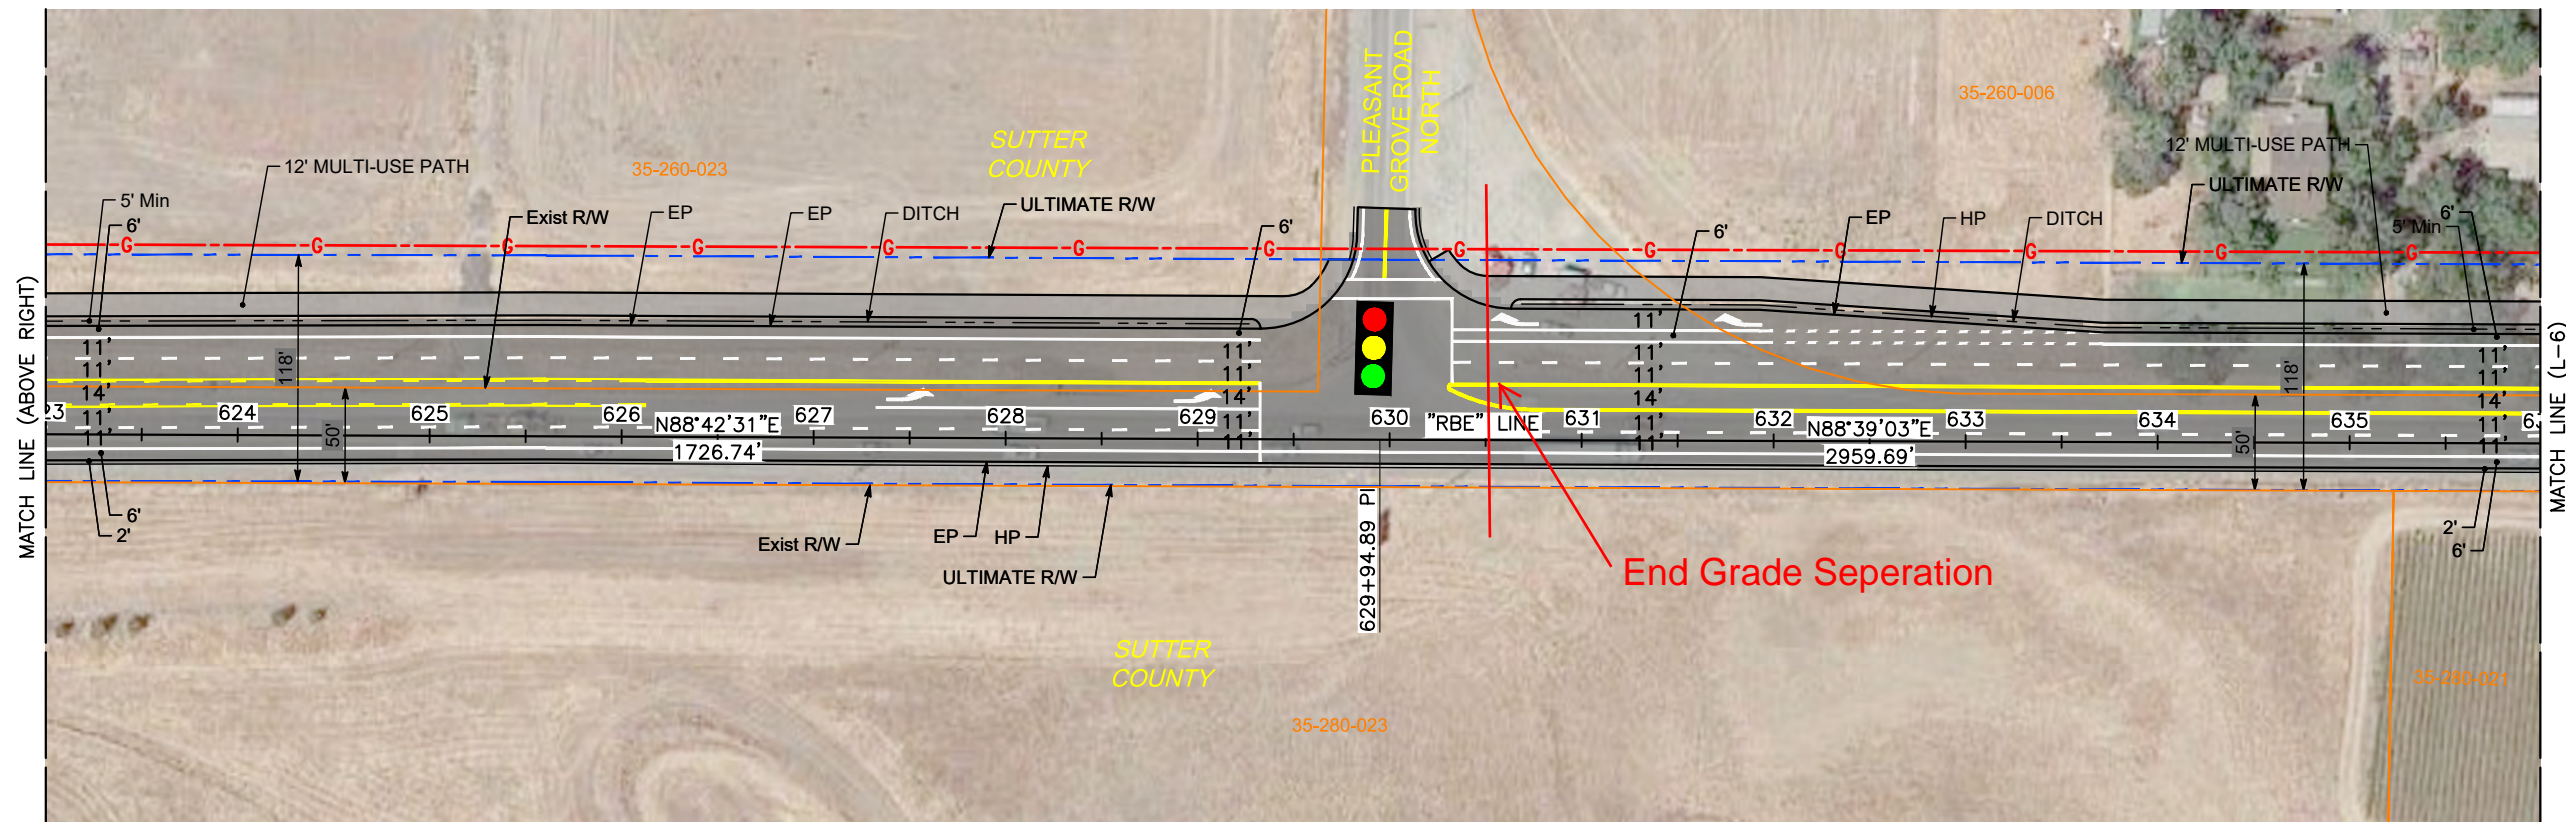 PLEASANT
GROVE ROAD
NORTH
35-260-006
SUTTER
COUNTY
12' MULTI-USE PATH
35-260-023
12' MULTI-USE PATH
5' Min
6'
Exist R/W
EP
EP
DITCH
ULTIMATE R/W
6'
6'
EP
HP
DITCH
ULTIMATE R/W
6'
5' Min
G G G G G G G G G G G G G
MATCH LINE (ABOVE RIGHT)
MATCH LINE (L-6)
11'
11'
14'
11'
11'
118'
50'
11'
11'
14'
11'
11'
11'
11'
14'
11'
11'
118'
50'
11'
11'
14'
11'
11'
23 624 625 626 627 628 629 630 "RBE" LINE 631 632 633 634 635 63
N88°42'31"E
1726.74'
N88°39'03"E
2959.69'
6'
2'
Exist R/W
EP
HP
ULTIMATE R/W
629+94.89 PI
End Grade Seperation
2'
6'
SUTTER
COUNTY
35-280-023
35-280-021